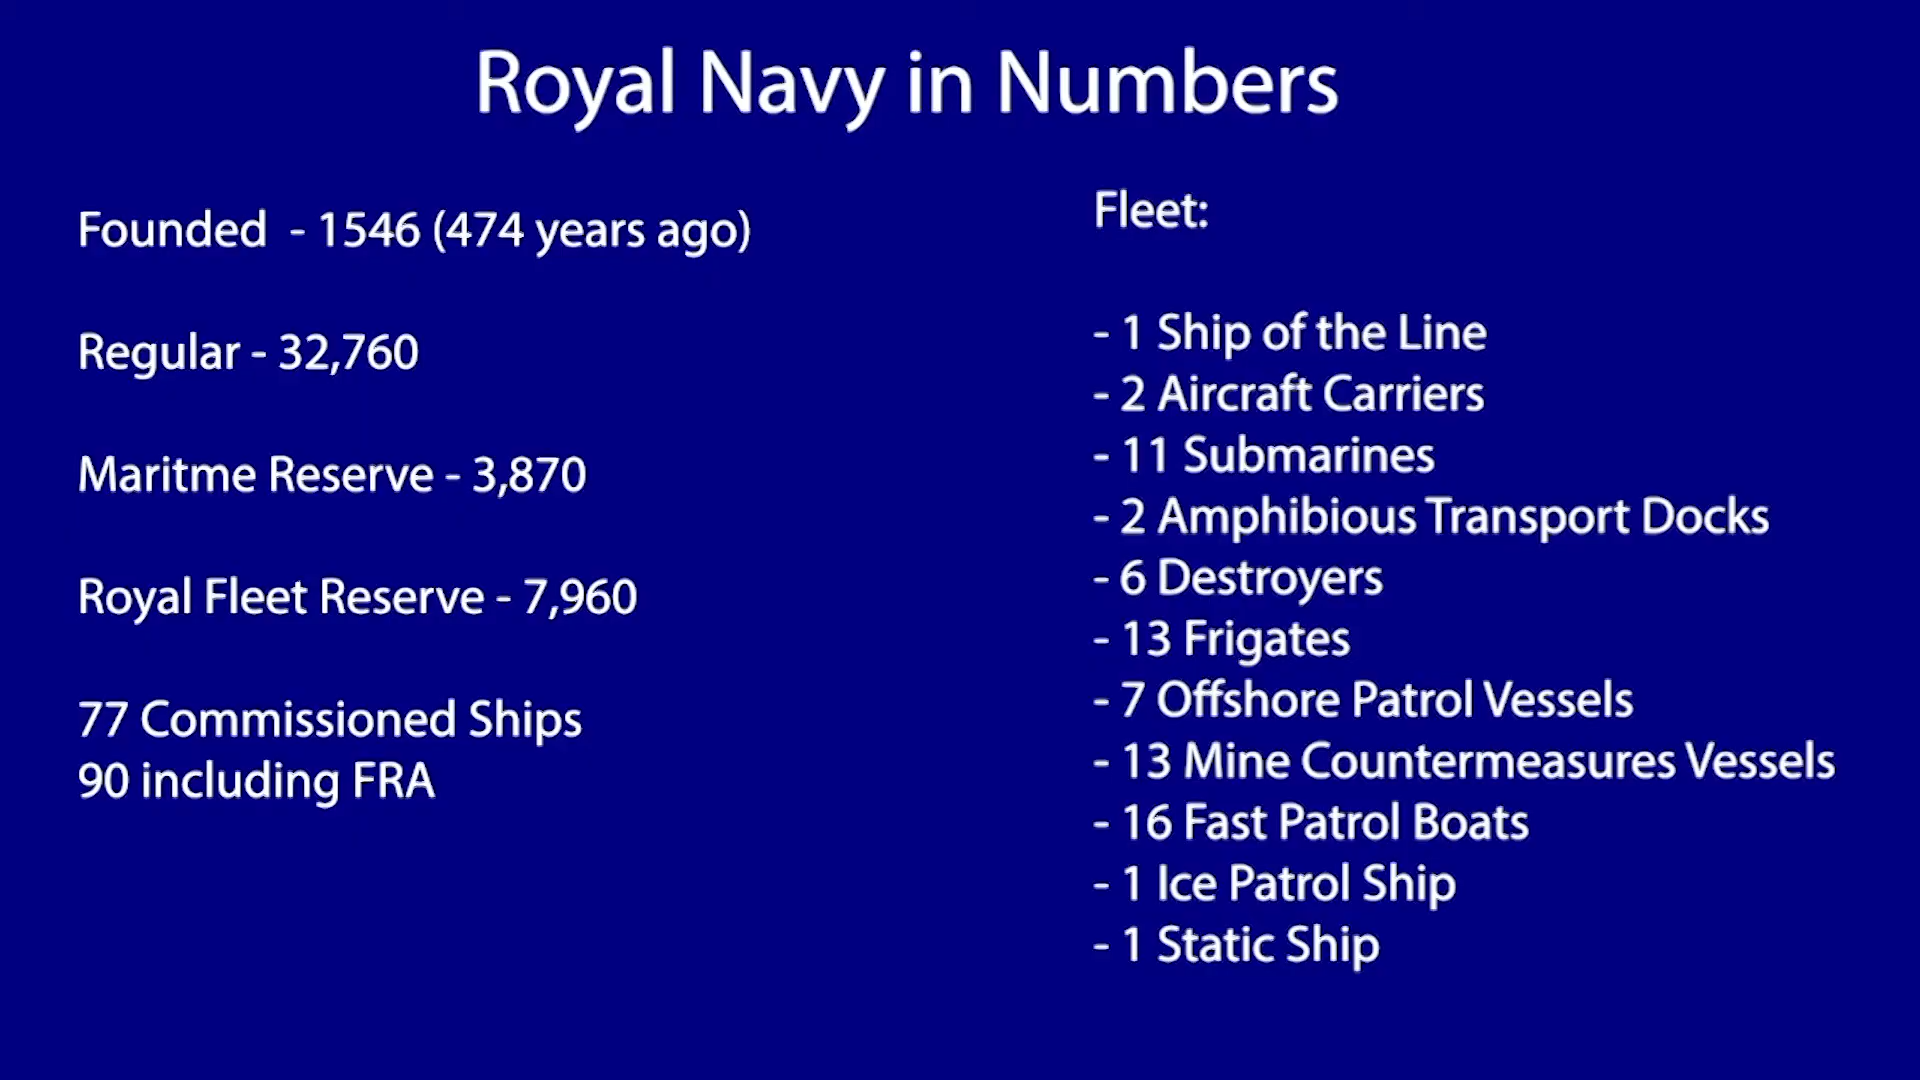 Royal Navy in Numbers
Founded - 1546 (474 years ago)
Regular - 32,760
Maritme Reserve - 3,870
Royal Fleet Reserve - 7,960
77 Commissioned Ships
90 including FRA
Fleet:
- 1 Ship of the Line
- 2 Aircraft Carriers
- 11 Submarines
- 2 Amphibious Transport Docks
- 6 Destroyers
- 13 Frigates
- 7 Offshore Patrol Vessels
- 13 Mine Countermeasures Vessels
- 16 Fast Patrol Boats
- 1 Ice Patrol Ship
- 1 Static Ship